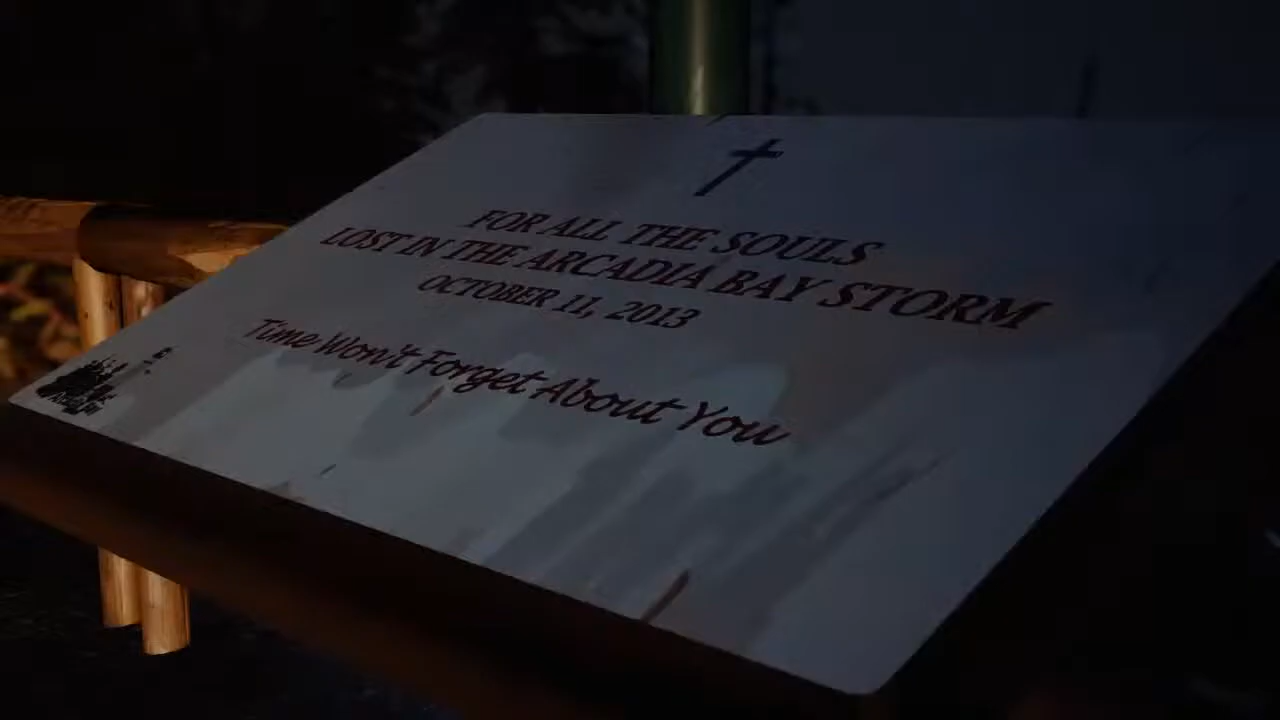 FOR ALL THE SOULS
LOST IN THE ARCADIA BAY STORM
OCTOBER 11, 2013
Time Won't Forget About You